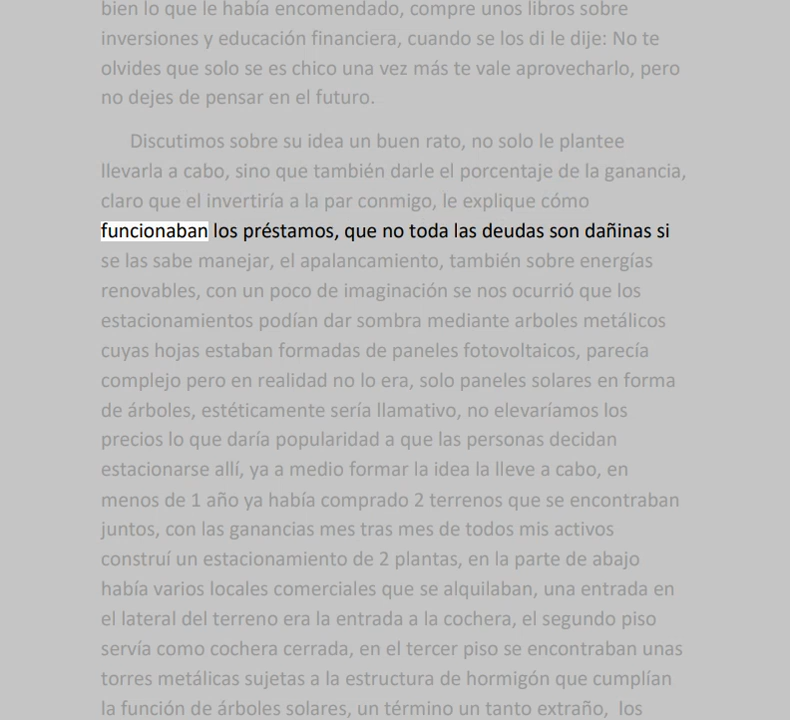 bien lo que le había encomendado, compre unos libros sobre
inversiones y educación financiera, cuando se los di le dije: No te
olvides que solo se es chico una vez más te vale aprovecharlo, pero
no dejes de pensar en el futuro.
Discutimos sobre su idea un buen rato, no solo le plantee
llevarla a cabo, sino que también darle el porcentaje de la ganancia,
claro que el invertiría a la par conmigo, le explique cómo
funcionaban los préstamos, que no toda las deudas son dañinas si
se las sabe manejar, el apalancamiento, también sobre energías
renovables, con un poco de imaginación se nos ocurrió que los
estacionamientos podían dar sombra mediante arboles metálicos
cuyas hojas estaban formadas de paneles fotovoltaicos, parecía
complejo pero en realidad no lo era, solo paneles solares en forma
de árboles, estéticamente sería llamativo, no elevaríamos los
precios lo que daría popularidad a que las personas decidan
estacionarse allí, ya a medio formar la idea la lleve a cabo, en
menos de 1 año ya había comprado 2 terrenos que se encontraban
juntos, con las ganancias mes tras mes de todos mis activos
construí un estacionamiento de 2 plantas, en la parte de abajo
había varios locales comerciales que se alquilaban, una entrada en
el lateral del terreno era la entrada a la cochera, el segundo piso
servía como cochera cerrada, en el tercer piso se encontraban unas
torres metálicas sujetas a la estructura de hormigón que cumplían
la función de árboles solares, un término un tanto extraño, los